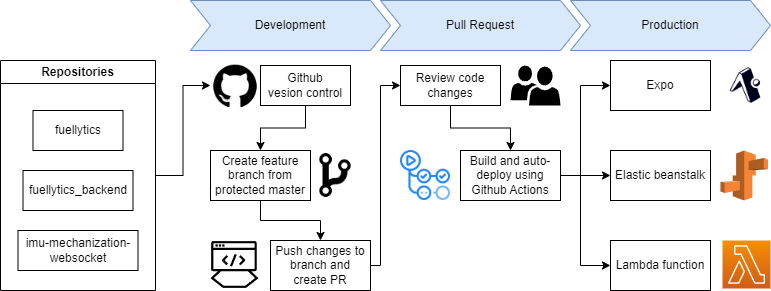 Development
Pull Request
Production
Repositories
fuellytics
fuellytics_backend
imu-mechanization-
websocket
Github
vesion control
Create feature
branch from
protected master
Push changes to
branch and
create PR
Review code
changes
Build and auto-
deploy using
Github Actions
Expo
Elastic beanstalk
Lambda function